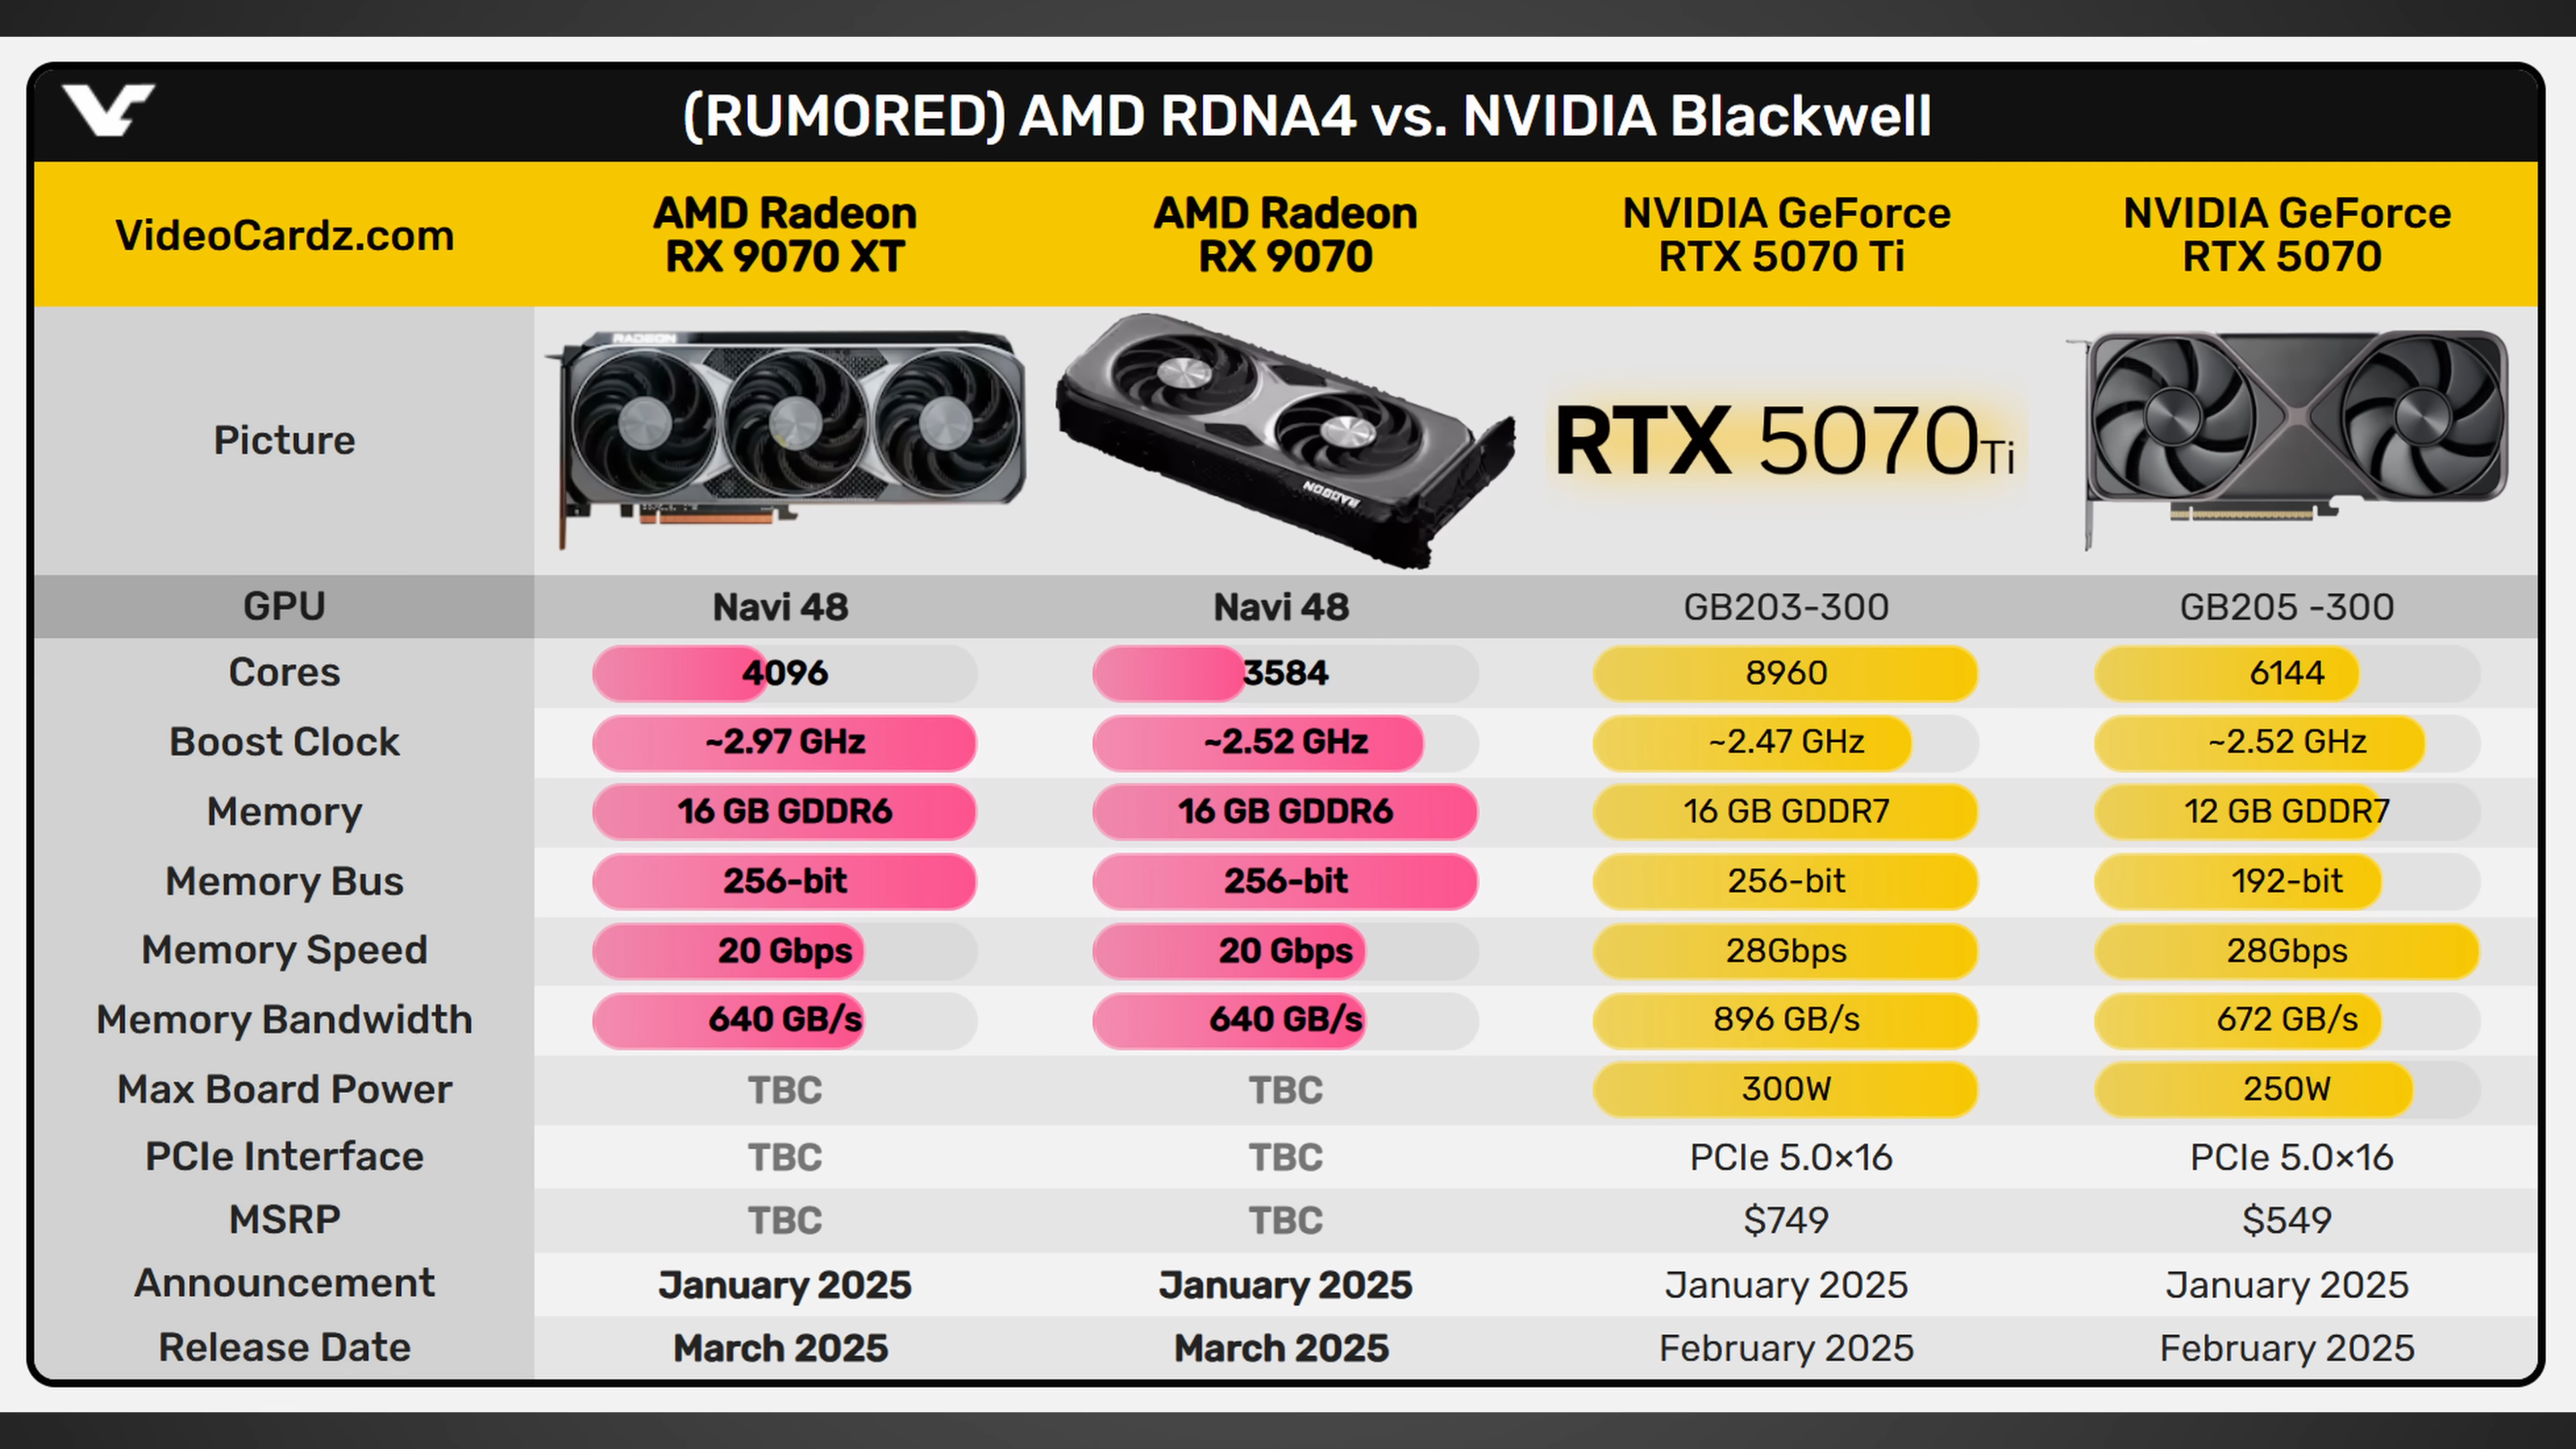 (RUMORED) AMD RDNA4 vs. NVIDIA Blackwell
VideoCardz.com
AMD Radeon
RX 9070 XT
AMD Radeon
RX 9070
NVIDIA GeForce
RTX 5070 Ti
NVIDIA GeForce
RTX 5070
Picture
RADEON
RADEON
RTX 5070Ti
GPU Navi 48 Navi 48 GB203-300 GB205 -300
Cores 4096 3584 8960 6144
Boost Clock ~2.97 GHz ~2.52 GHz ~2.47 GHz ~2.52 GHz
Memory 16 GB GDDR6 16 GB GDDR6 16 GB GDDR7 12 GB GDDR7
Memory Bus 256-bit 256-bit 256-bit 192-bit
Memory Speed 20 Gbps 20 Gbps 28Gbps 28Gbps
Memory Bandwidth 640 GB/s 640 GB/s 896 GB/s 672 GB/s
Max Board Power TBC TBC 300W 250W
PCIe Interface TBC TBC PCIe 5.0×16 PCIe 5.0×16
MSRP TBC TBC $749 $549
Announcement January 2025 January 2025 January 2025 January 2025
Release Date March 2025 March 2025 February 2025 February 2025